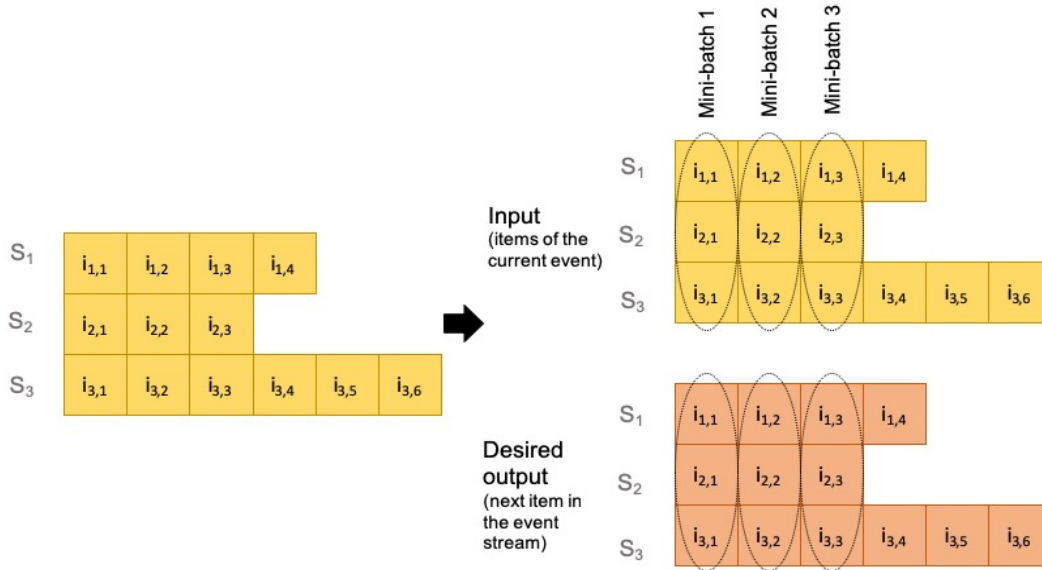 S1
i1,1 i1,2 i1,3 i1,4
S2
i2,1 i2,2 i2,3
S3
i3,1 i3,2 i3,3 i3,4 i3,5 i3,6
Mini-batch 1
Mini-batch 2
Mini-batch 3
Input
(items of the
current event)
S1
i1,1 i1,2 i1,3 i1,4
S2
i2,1 i2,2 i2,3
S3
i3,1 i3,2 i3,3 i3,4 i3,5 i3,6
Desired
output
(next item in
the event
stream)
S1
i1,1 i1,2 i1,3 i1,4
S2
i2,1 i2,2 i2,3
S3
i3,1 i3,2 i3,3 i3,4 i3,5 i3,6